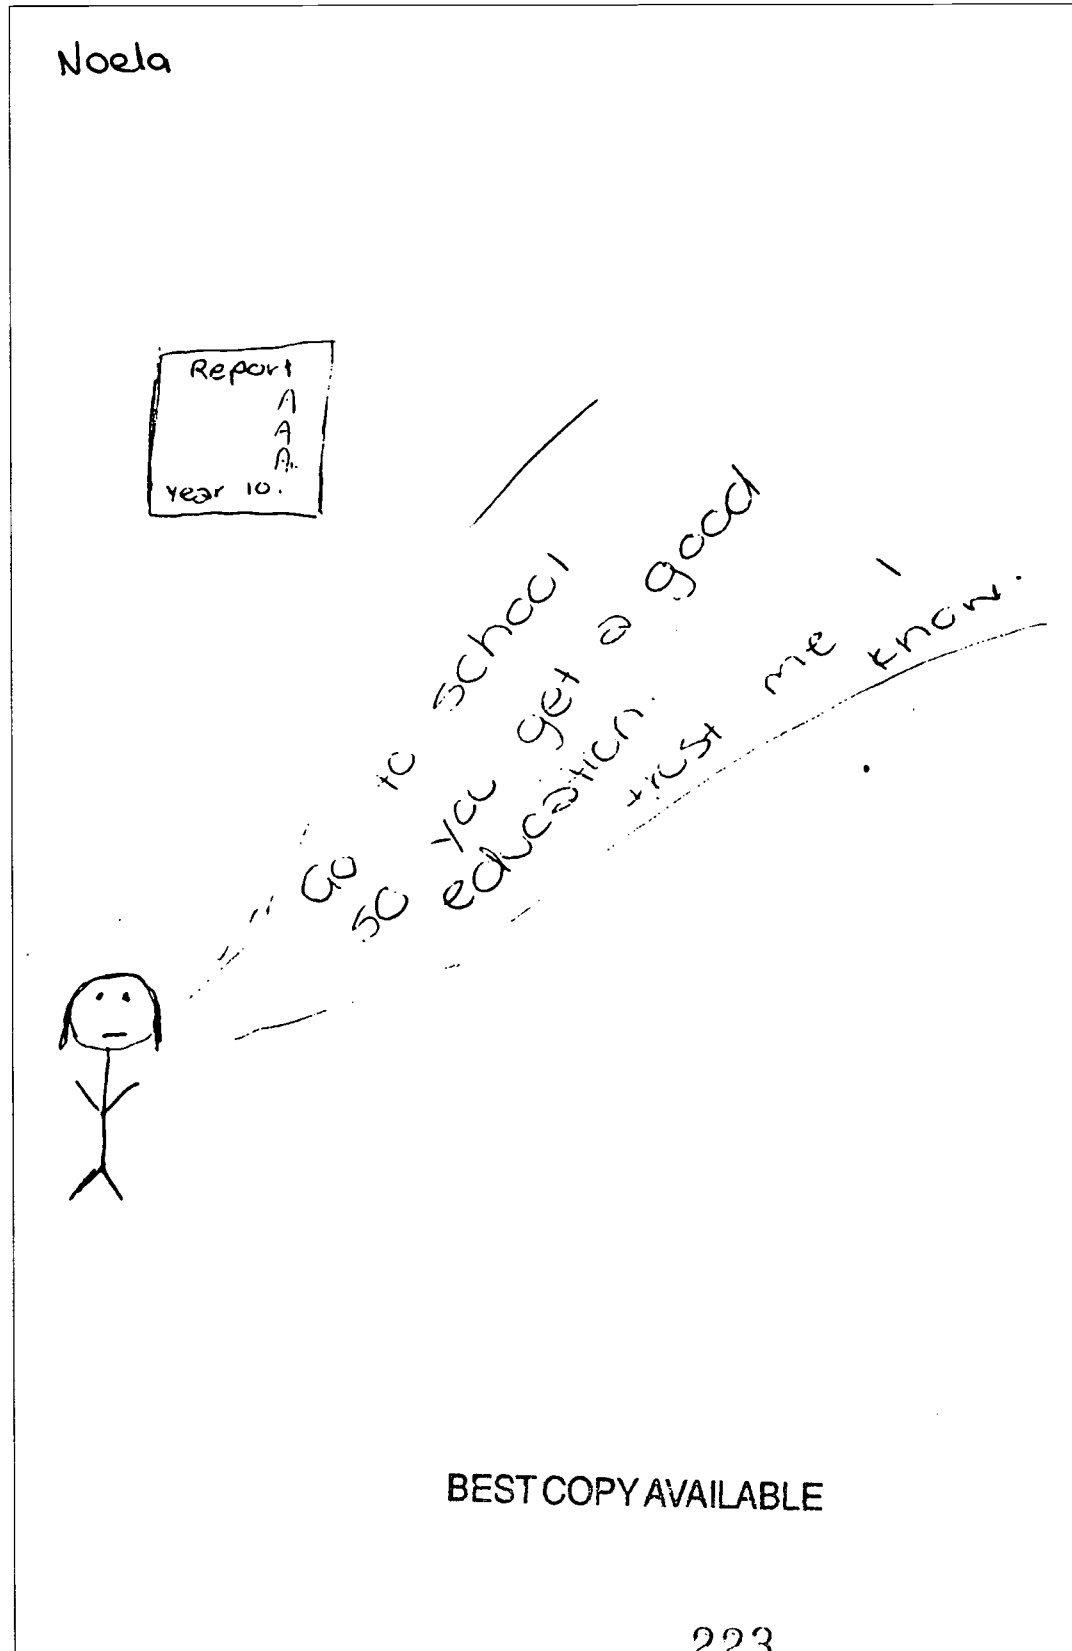 Noela
Report
A
A
A.
Year 10.
Go to school
so you get a good
education.
trust me I
know.
BEST COPY AVAILABLE
223